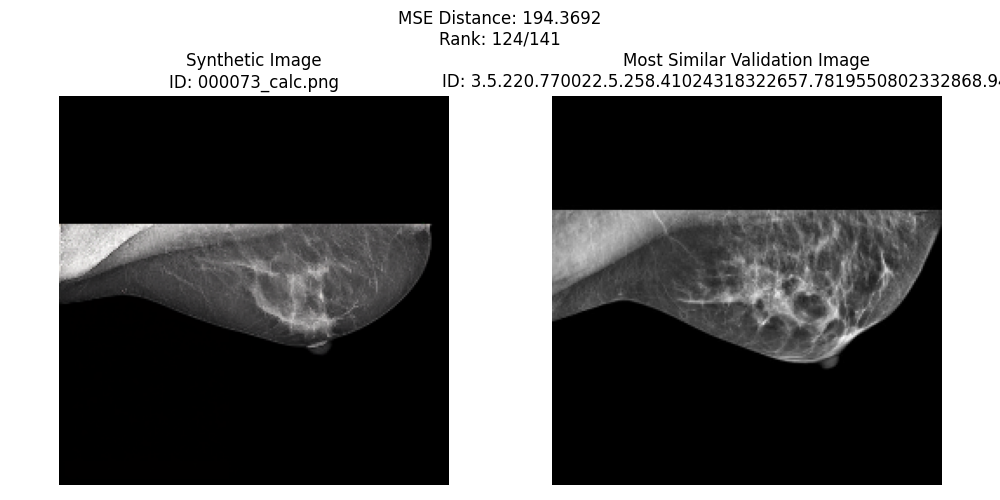 MSE Distance: 194.3692
Rank: 124/141
Synthetic Image
ID: 000073_calc.png
Most Similar Validation Image
ID: 3.5.220.770022.5.258.41024318322657.7819550802332868.94